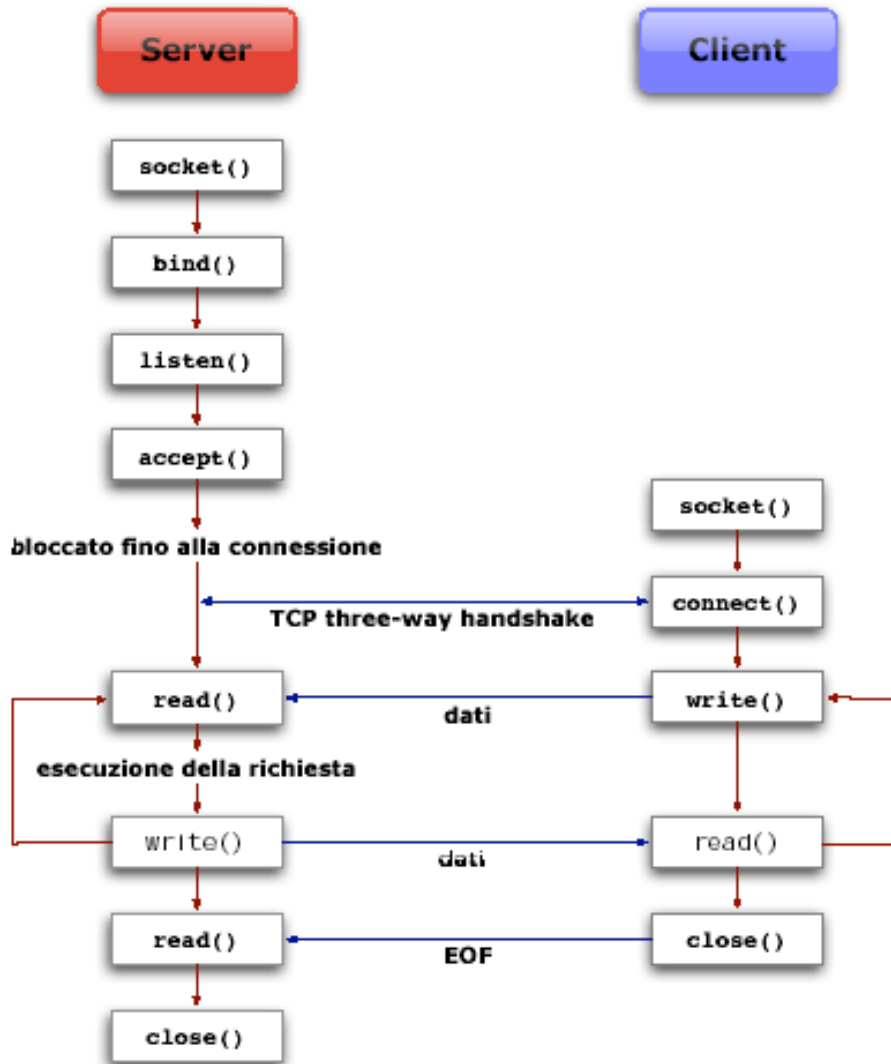 Server
Client
socket()
bind()
listen()
accept()
socket()
bloccato fino alla connessione
connect()
TCP three-way handshake
read()
write()
dati
esecuzione della richiesta
write()
read()
dati
read()
close()
EOF
close()